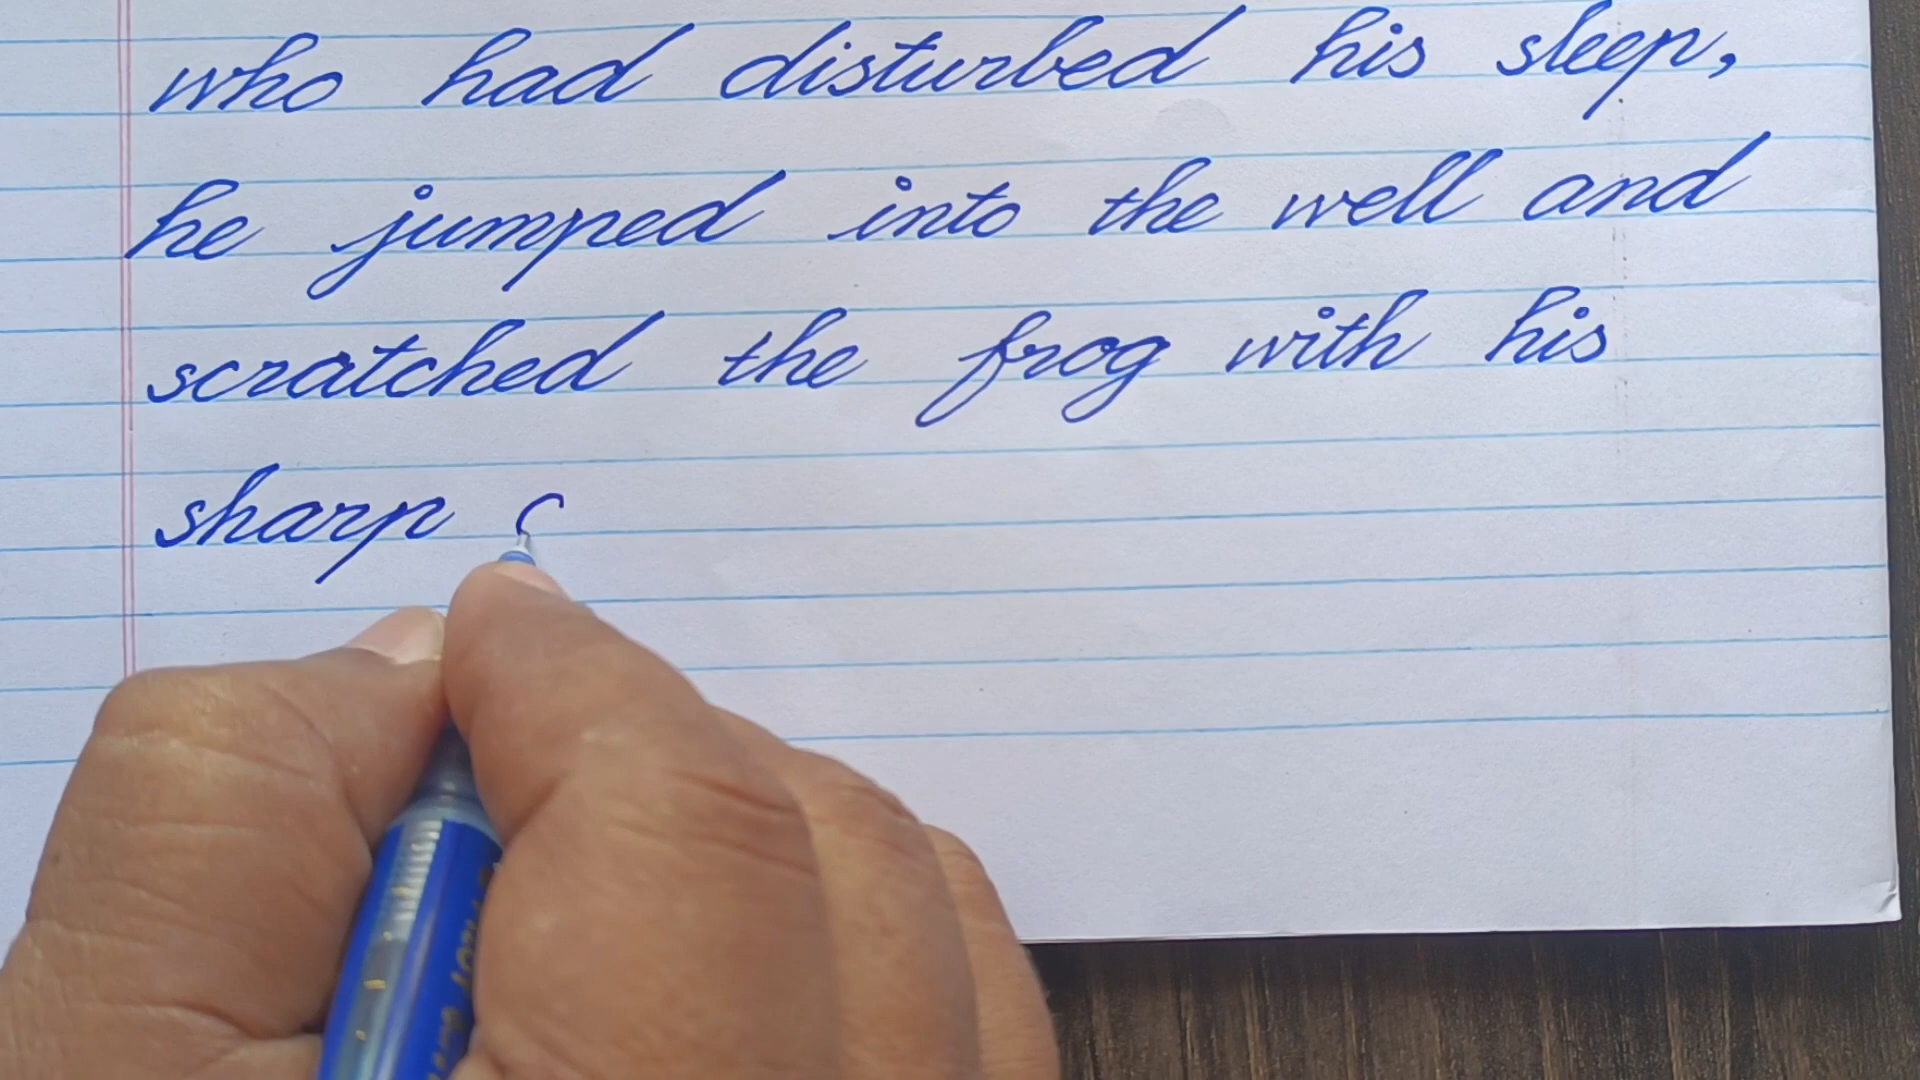 who had disturbed his sleep,
he jumped into the well and
scratched the frog with his
sharp c